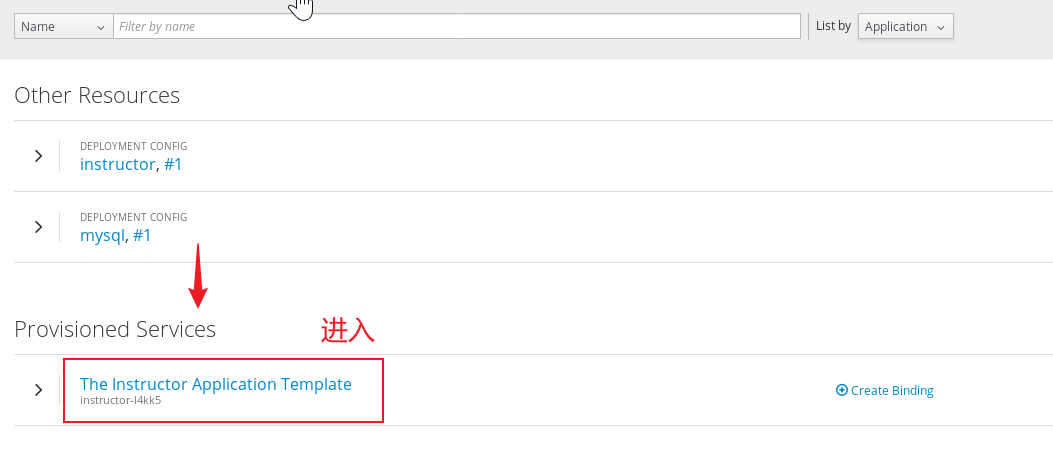 Name Filter by name List by Application
Other Resources
DEPLOYMENT CONFIG
instructor, #1
DEPLOYMENT CONFIG
mysql, #1
Provisioned Services 进入
The Instructor Application Template Create Binding
instructor-l4kk5